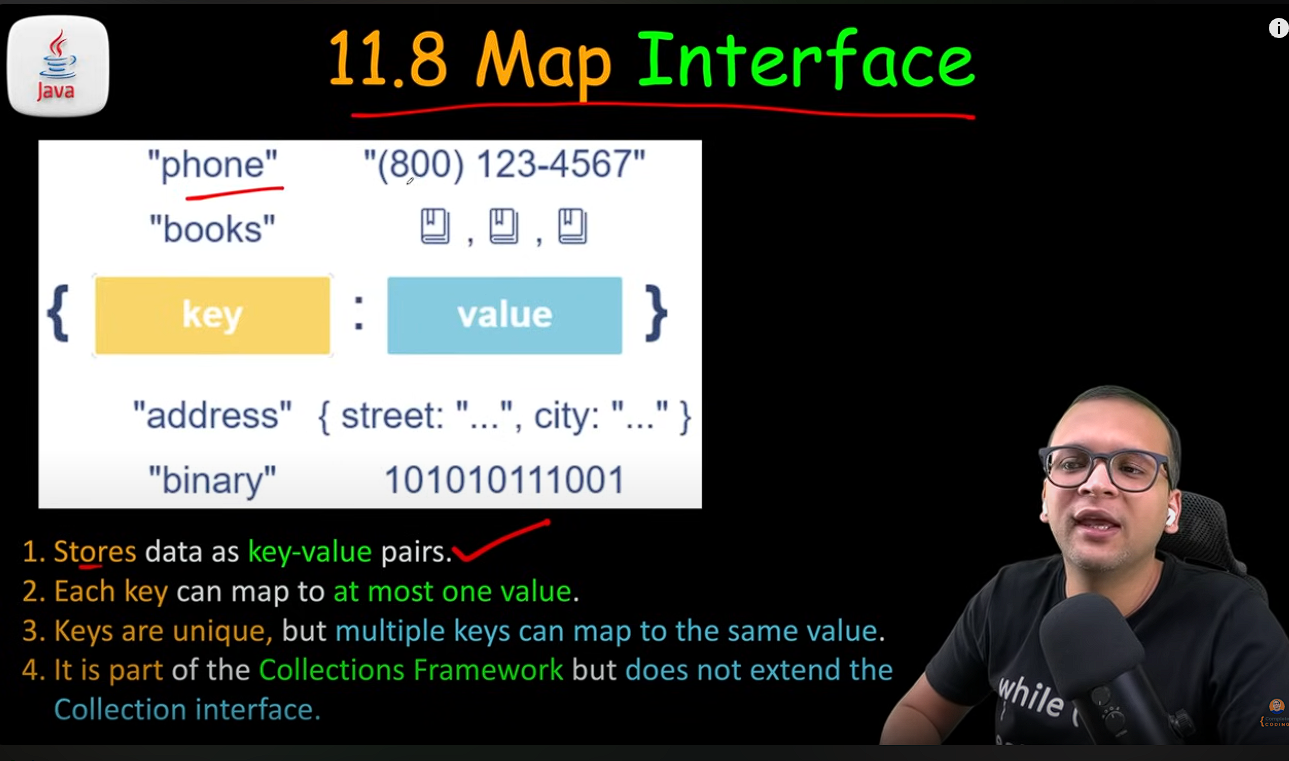 Java
11.8 Map Interface
"phone" "(800) 123-4567"
"books" , ,
{ key : value }
"address" { street: "...", city: "..." }
"binary" 101010111001
1. Stores data as key-value pairs.
2. Each key can map to at most one value.
3. Keys are unique, but multiple keys can map to the same value.
4. It is part of the Collections Framework but does not extend the
Collection interface.
while (
CODING